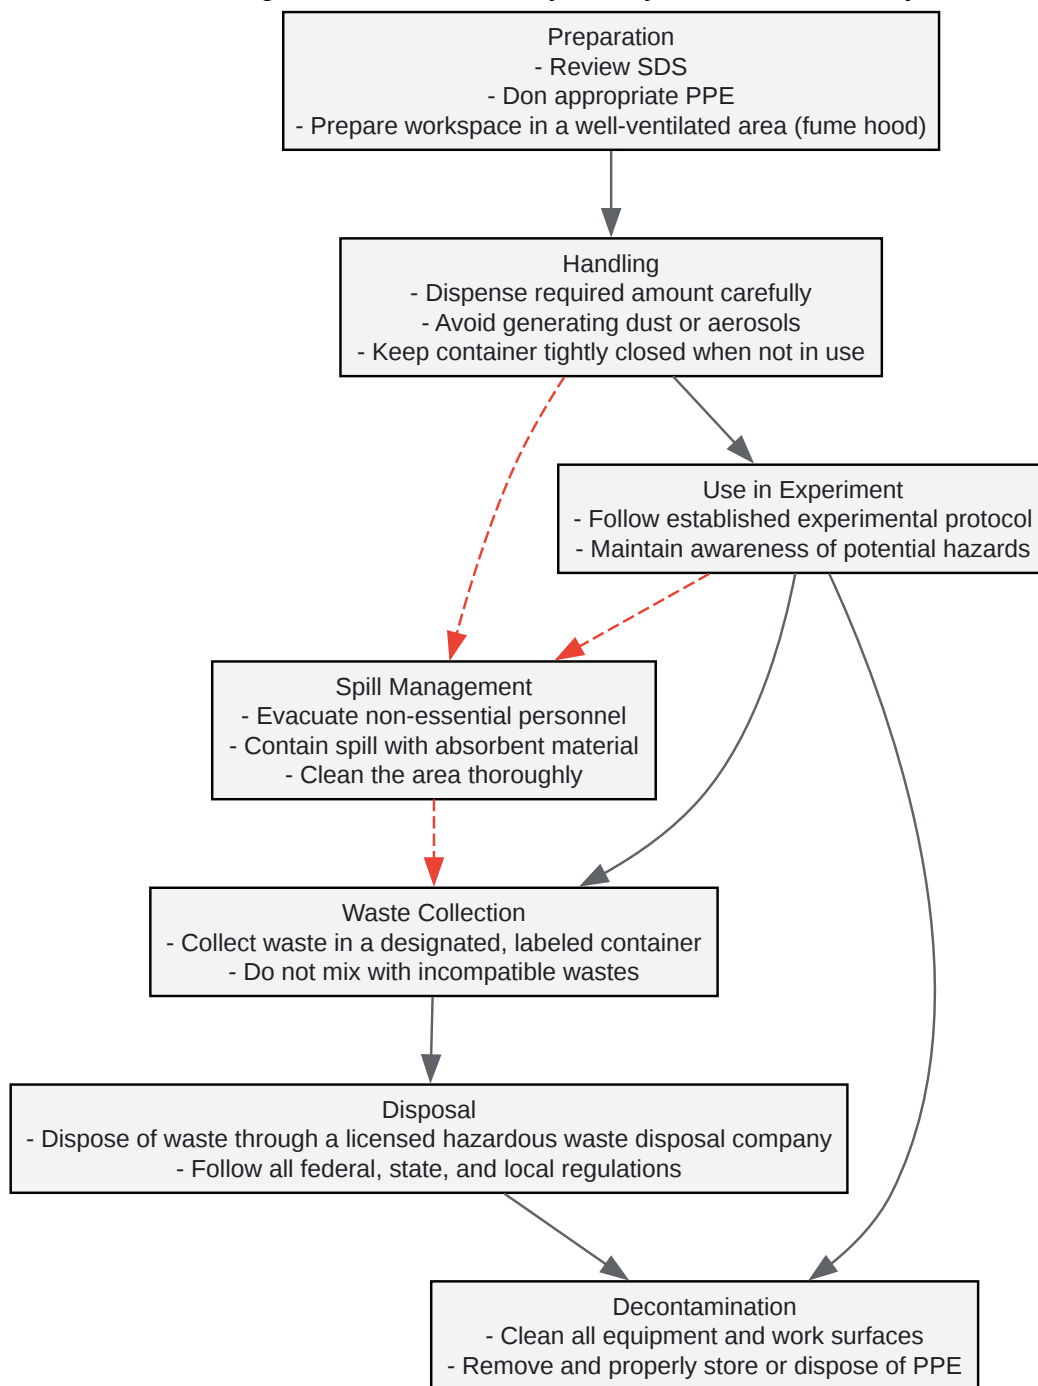 Preparation
- Review SDS
- Don appropriate PPE
- Prepare workspace in a well-ventilated area (fume hood)
Handling
- Dispense required amount carefully
- Avoid generating dust or aerosols
- Keep container tightly closed when not in use
Use in Experiment
- Follow established experimental protocol
- Maintain awareness of potential hazards
Spill Management
- Evacuate non-essential personnel
- Contain spill with absorbent material
- Clean the area thoroughly
Waste Collection
- Collect waste in a designated, labeled container
- Do not mix with incompatible wastes
Disposal
- Dispose of waste through a licensed hazardous waste disposal company
- Follow all federal, state, and local regulations
Decontamination
- Clean all equipment and work surfaces
- Remove and properly store or dispose of PPE